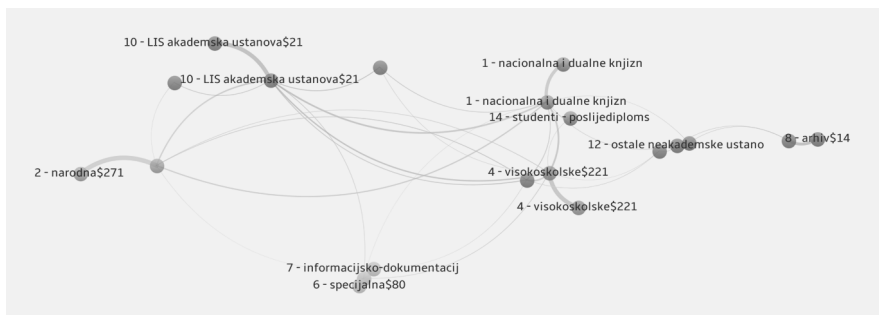 10 - LIS akademska ustanova$21
1 - nacionalna i dualne knjizn
10 - LIS akademska ustanova$21
1 - nacionalna i dualne knjizn
14 - studenti - poslijediploms
8 - arhiv$14
12 - ostale neakademske ustano
2 - narodna$271
4 - visokoskolske$221
4 - visokoskolske$221
7 - informacijsko-dokumentacij
6 - specijalna$80